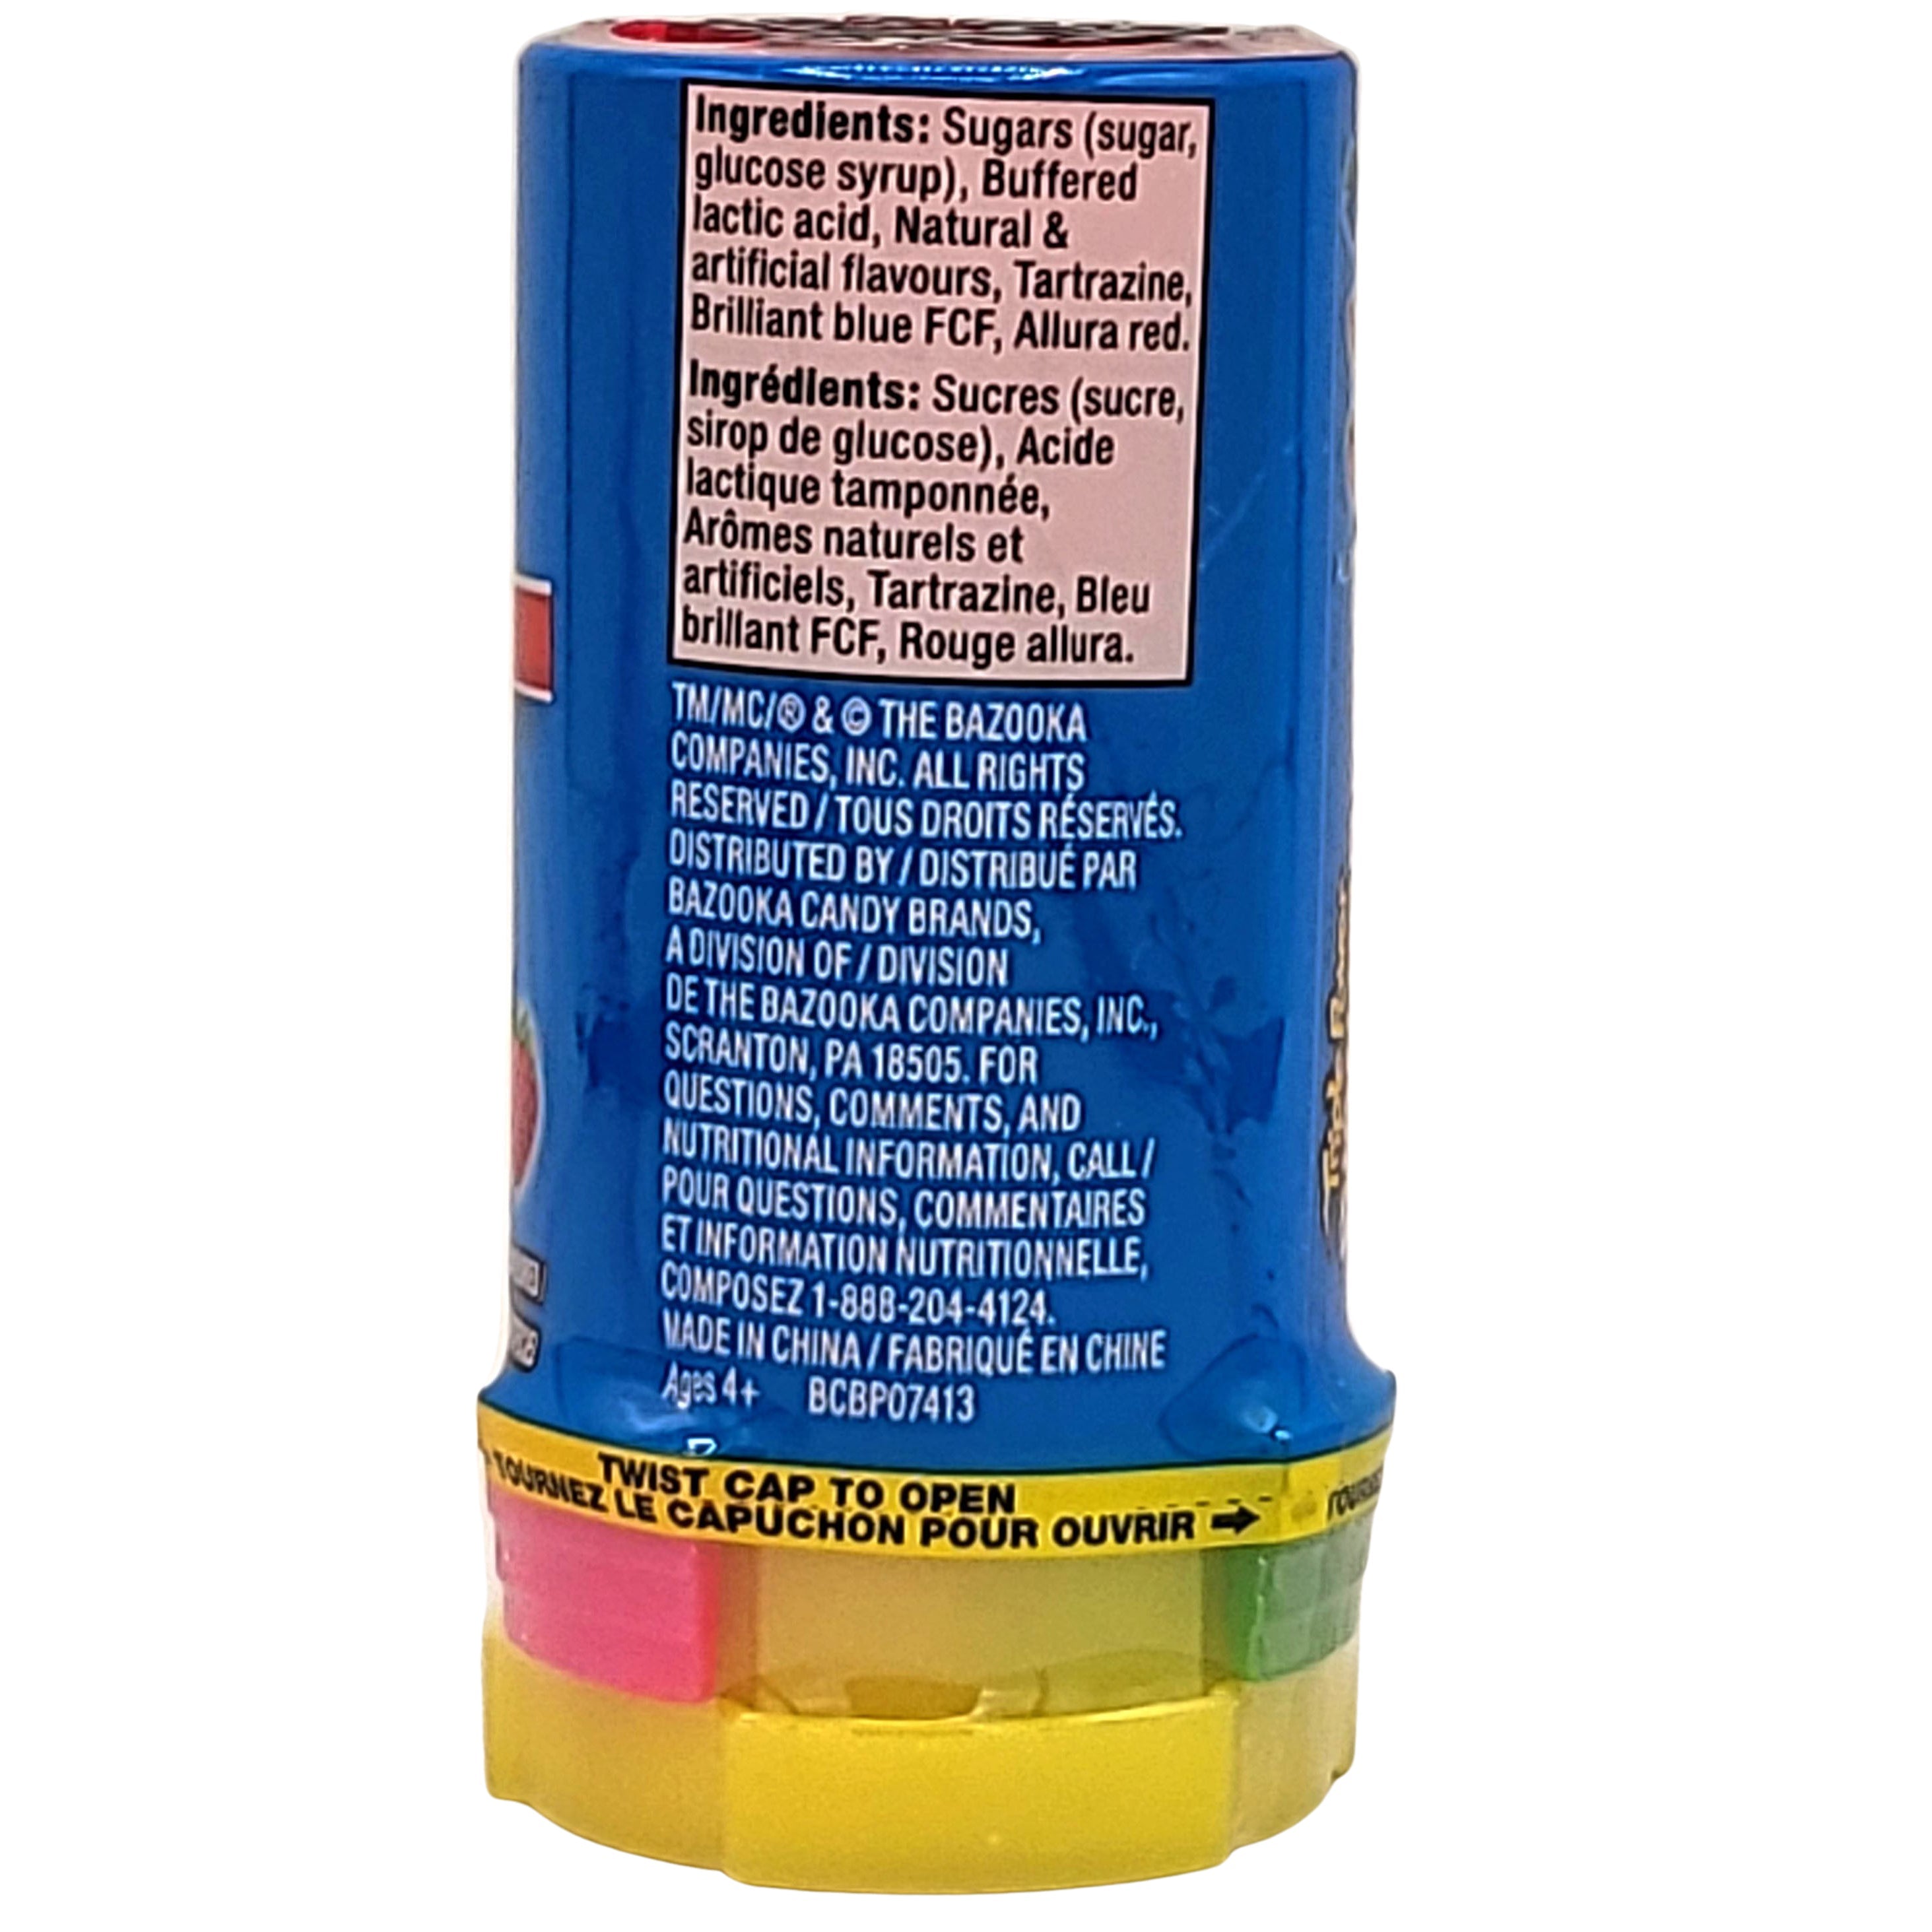 Ingredients: Sugars (sugar,
glucose syrup), Buffered
lactic acid, Natural &
artificial flavours, Tartrazine,
Brilliant blue FCF, Allura red.
Ingrédients: Sucres (sucre,
sirop de glucose), Acide
lactique tamponnée,
Arômes naturels et
artificiels, Tartrazine, Bleu
brillant FCF, Rouge allura.
TM/MC/® & © THE BAZOOKA
COMPANIES, INC. ALL RIGHTS
RESERVED / TOUS DROITS RÉSERVÉS.
DISTRIBUTED BY / DISTRIBUÉ PAR
BAZOOKA CANDY BRANDS,
A DIVISION OF / DIVISION
DE THE BAZOOKA COMPANIES, INC.,
SCRANTON, PA 18505. FOR
QUESTIONS, COMMENTS, AND
NUTRITIONAL INFORMATION, CALL /
POUR QUESTIONS, COMMENTAIRES
ET INFORMATION NUTRITIONNELLE,
COMPOSEZ 1-888-204-4124.
MADE IN CHINA / FABRIQUÉ EN CHINE
Ages 4+ BCBP07413
TWIST CAP TO OPEN
TOURNEZ LE CAPUCHON POUR OUVRIR